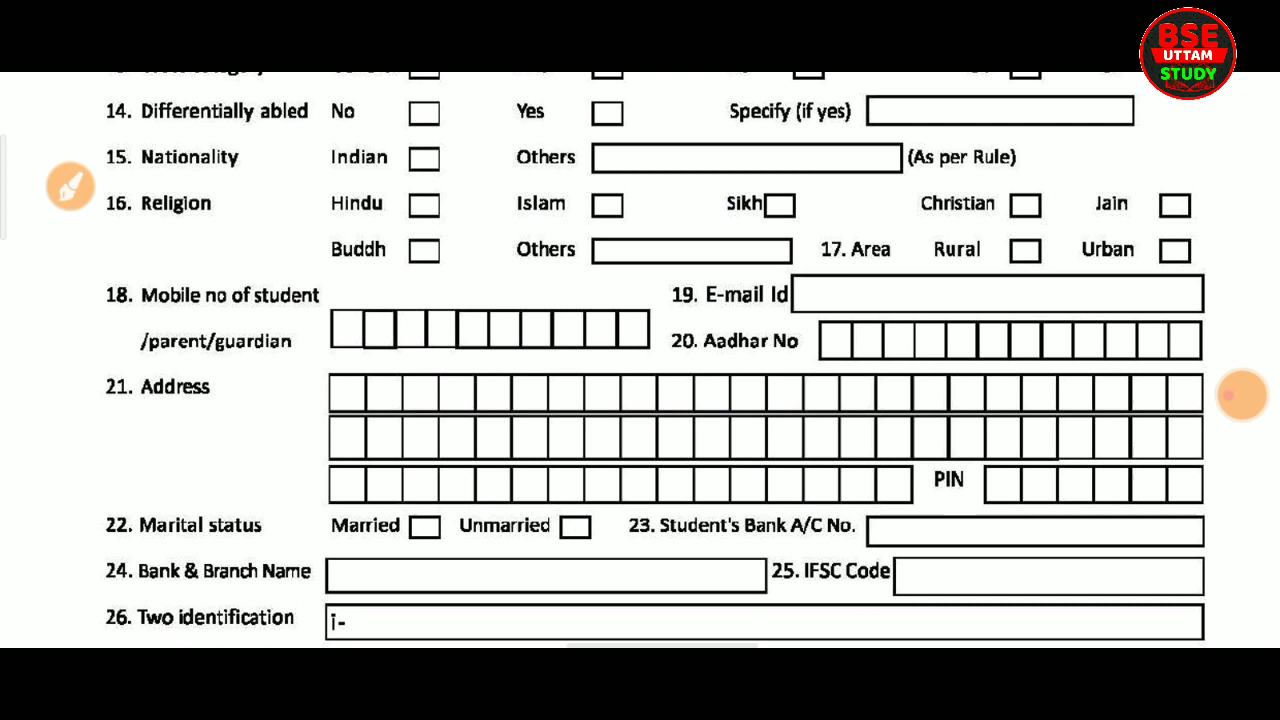 BSE
UTTAM
STUDY
14. Differentially abled No Yes Specify (if yes)
15. Nationality Indian Others (As per Rule)
16. Religion Hindu Islam Sikh Christian Jain
Buddh Others 17. Area Rural Urban
18. Mobile no of student 19. E-mail Id
/parent/guardian 20. Aadhar No
21. Address
PIN
22. Marital status Married Unmarried 23. Student's Bank A/C No.
24. Bank & Branch Name 25. IFSC Code
26. Two identification i-